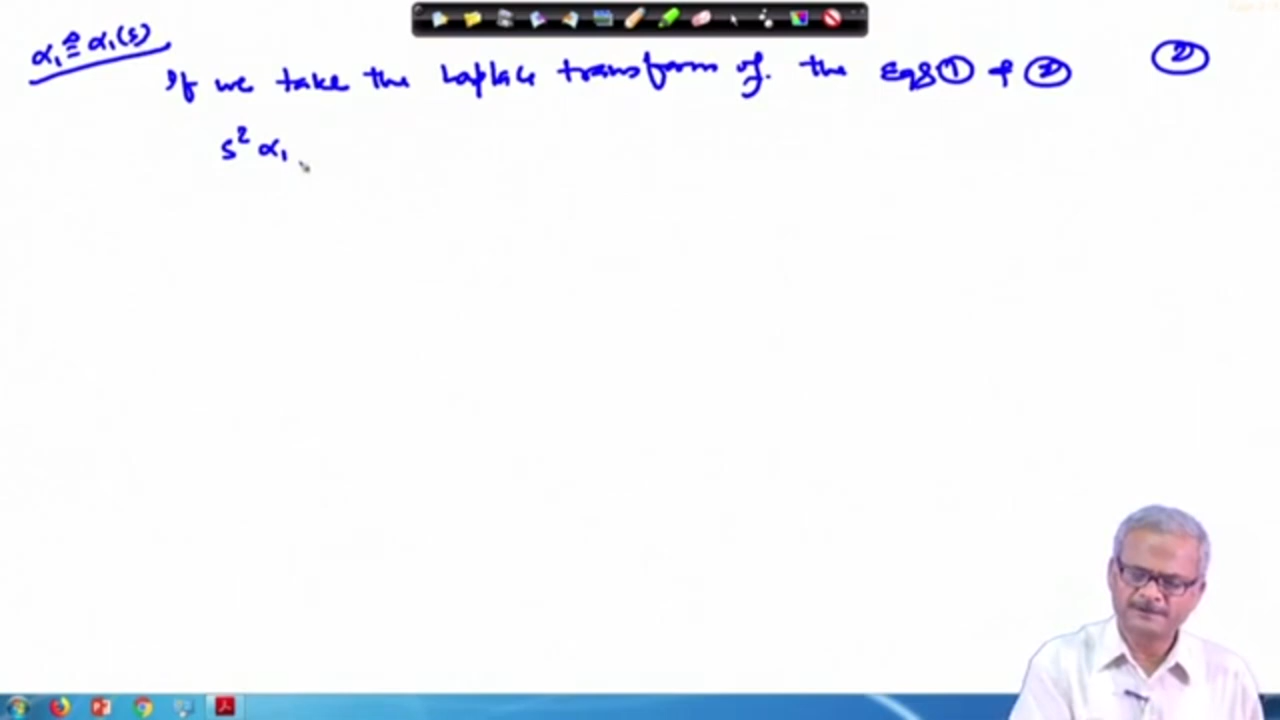 α₁ ≙ α₁(s)
②
If we take the Laplace transform of. the Eqs ① & ②
s² α₁